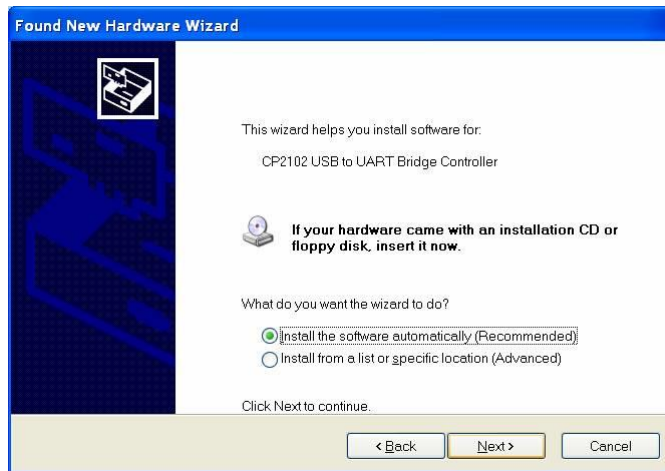 Found New Hardware Wizard
This wizard helps you install software for:
CP2102 USB to UART Bridge Controller
If your hardware came with an installation CD or
floppy disk, insert it now.
What do you want the wizard to do?
Install the software automatically (Recommended)
Install from a list or specific location (Advanced)
Click Next to continue.
< Back Next > Cancel